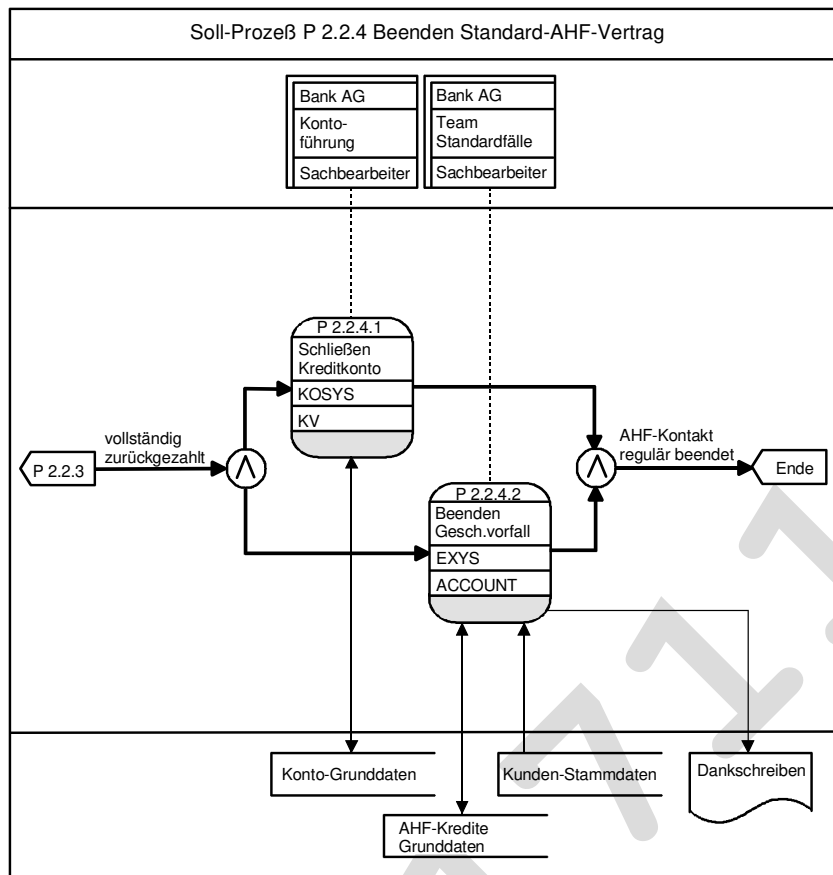 Soll-Prozeß P 2.2.4 Beenden Standard-AHF-Vertrag
Bank AG
Konto-
führung
Sachbearbeiter
Bank AG
Team
Standardfälle
Sachbearbeiter
P 2.2.4.1
Schließen
Kreditkonto
KOSYS
KV
P 2.2.3
vollständig
zurückgezahlt
AHF-Kontakt
regulär beendet
Ende
P 2.2.4.2
Beenden
Gesch.vorfall
EXYS
ACCOUNT
Konto-Grunddaten
Kunden-Stammdaten
Dankschreiben
AHF-Kredite
Grunddaten